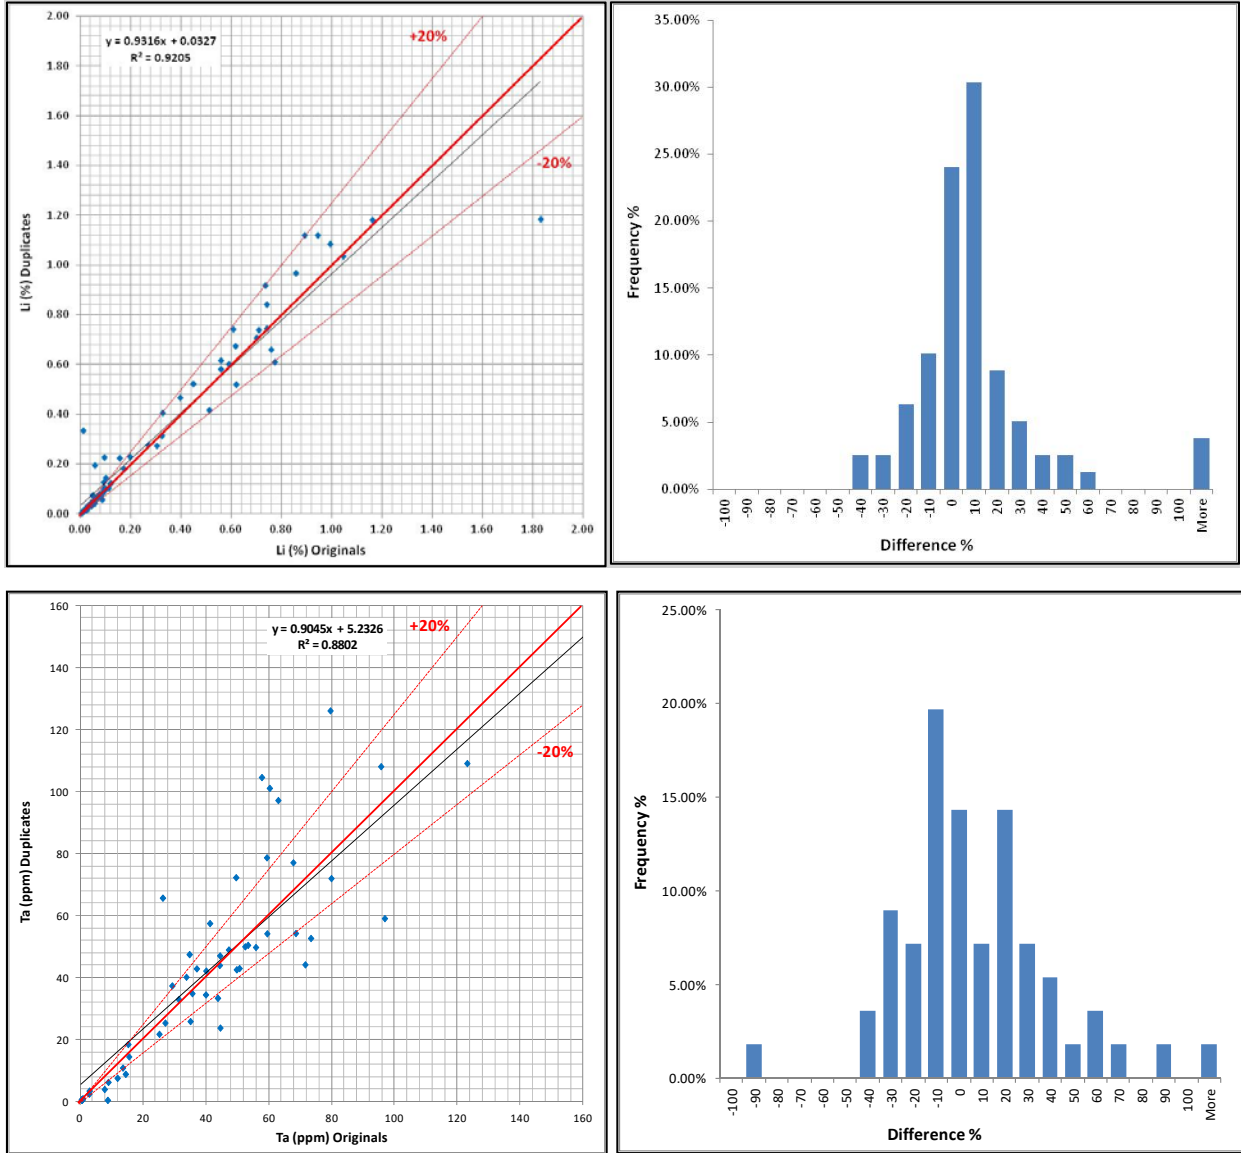 2.00
1.80
1.60
1.40
1.20
1.00
0.80
0.60
0.40
0.20
0.00
Li (%) Duplicates
y = 0.9316x + 0.0327
R² = 0.9205
+20%
-20%
0.00 0.20 0.40 0.60 0.80 1.00 1.20 1.40 1.60 1.80 2.00
Li (%) Originals
35.00%
30.00%
25.00%
20.00%
15.00%
10.00%
5.00%
0.00%
Frequency %
-100 -90 -80 -70 -60 -50 -40 -30 -20 -10 0 10 20 30 40 50 60 70 80 90 100 More
Difference %
160
140
120
100
80
60
40
20
0
Ta (ppm) Duplicates
y = 0.9045x + 5.2326
R² = 0.8802
+20%
-20%
0 20 40 60 80 100 120 140 160
Ta (ppm) Originals
25.00%
20.00%
15.00%
10.00%
5.00%
0.00%
Frequency %
-100 -90 -80 -70 -60 -50 -40 -30 -20 -10 0 10 20 30 40 50 60 70 80 90 100 More
Difference %